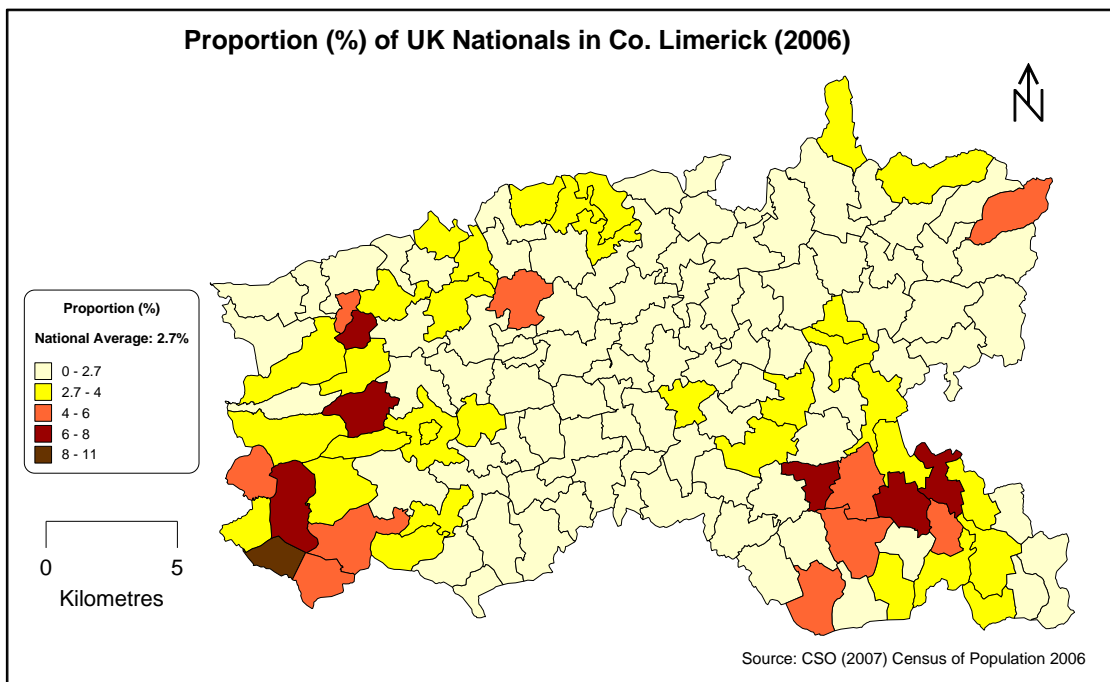 Proportion (%) of UK Nationals in Co. Limerick (2006)
N
Proportion (%)
National Average: 2.7%
0 - 2.7
2.7 - 4
4 - 6
6 - 8
8 - 11
0 5
Kilometres
Source: CSO (2007) Census of Population 2006